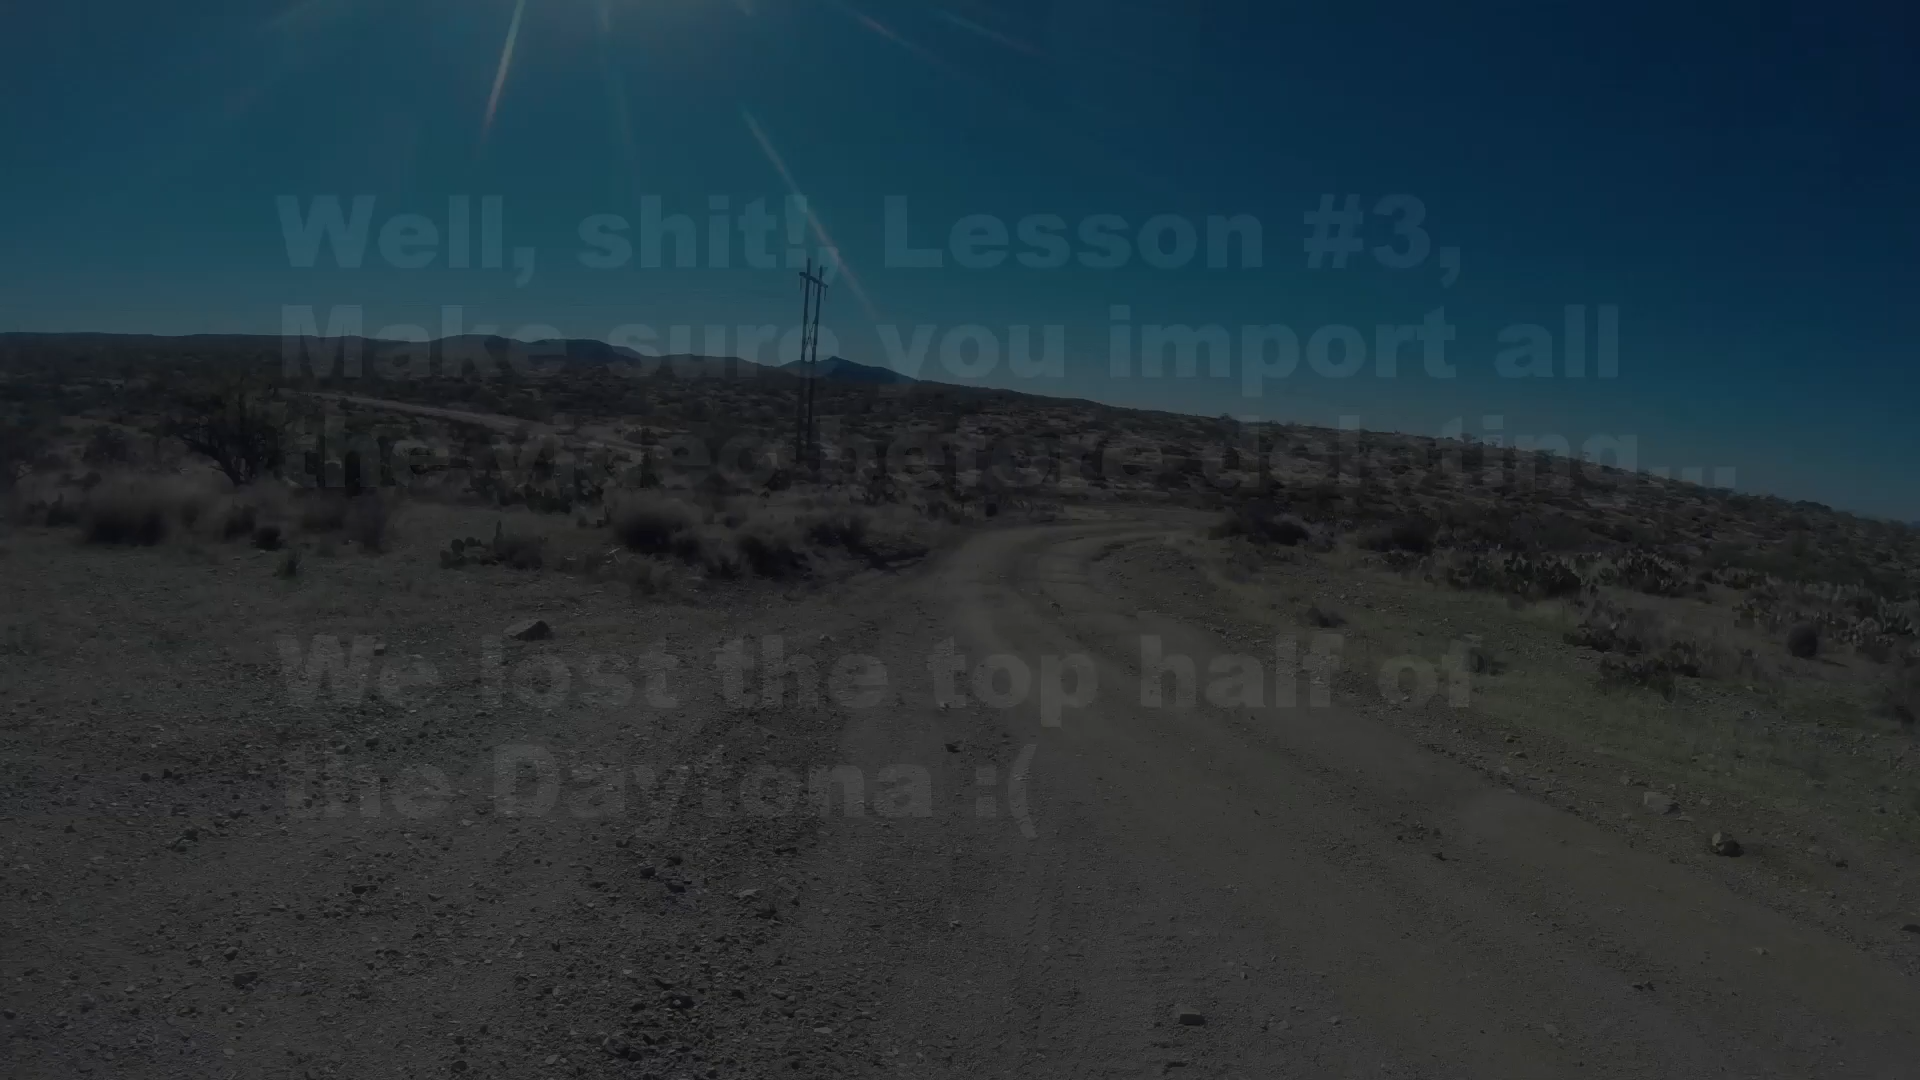 Well, shit!, Lesson #3,
Make sure you import all
the video before deleting...
We lost the top half of
the Daytona :(